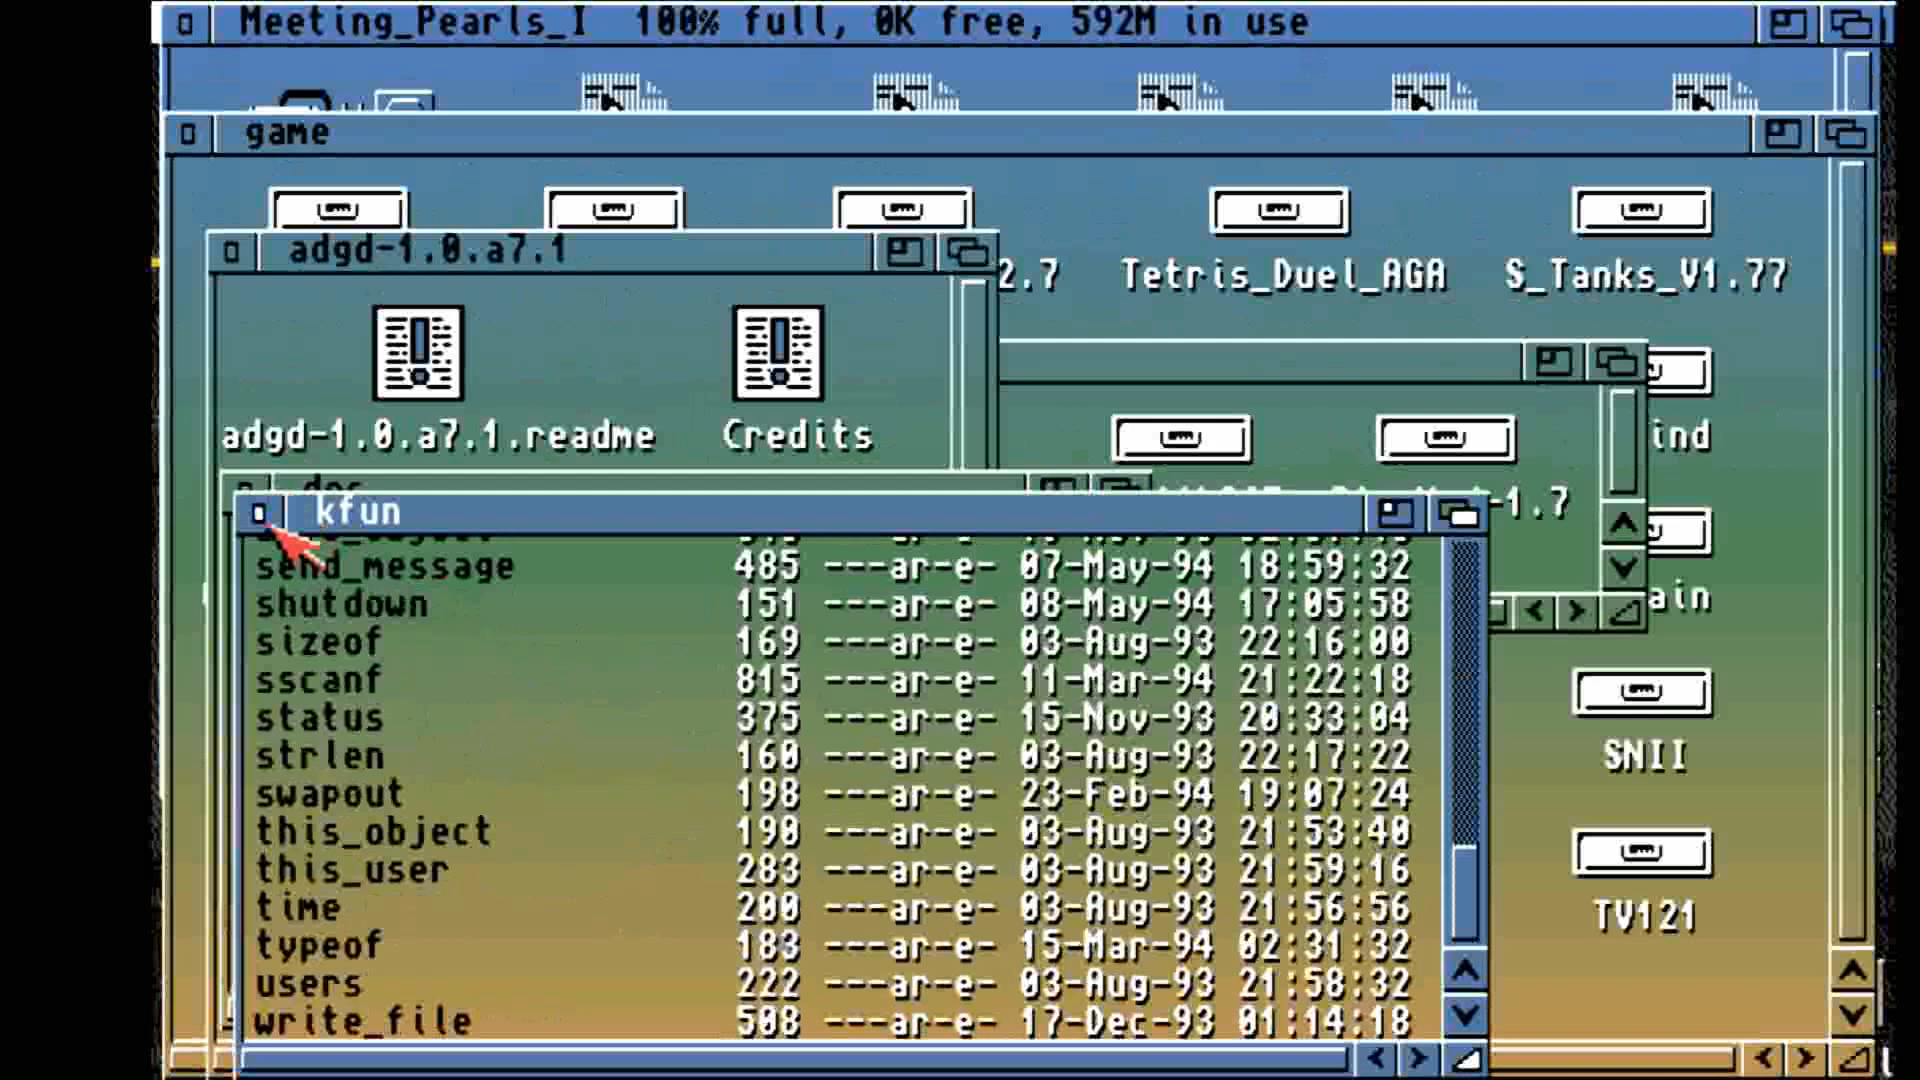 Meeting_Pearls_I 100% full, 0K free, 592M in use
game
adgd-1.0.a7.1
2.7
Tetris_Duel_AGA
S_Tanks_V1.77
adgd-1.0.a7.1.readme
Credits
ind
-1.7
kfun
send_message 485 ---ar-e- 07-May-94 18:59:32
shutdown 151 ---ar-e- 08-May-94 17:05:58
ain
sizeof 169 ---ar-e- 03-Aug-93 22:16:00
sscanf 815 ---ar-e- 11-Mar-94 21:22:18
status 375 ---ar-e- 15-Nov-93 20:33:04
strlen 160 ---ar-e- 03-Aug-93 22:17:22
SNII
swapout 198 ---ar-e- 23-Feb-94 19:07:24
this_object 190 ---ar-e- 03-Aug-93 21:53:40
this_user 283 ---ar-e- 03-Aug-93 21:59:16
time 200 ---ar-e- 03-Aug-93 21:56:56
TV121
typeof 183 ---ar-e- 15-Mar-94 02:31:32
users 222 ---ar-e- 03-Aug-93 21:58:32
write_file 508 ---ar-e- 17-Dec-93 01:14:18